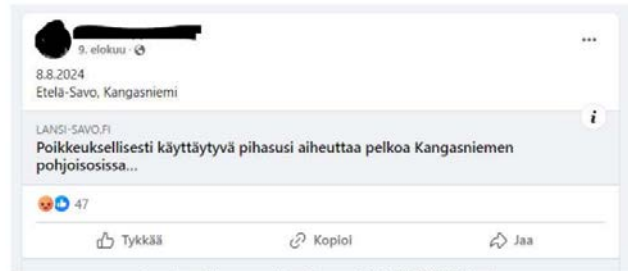 9. elokuu ·
8.8.2024
Etelä-Savo, Kangasniemi
LANSI-SAVO.FI
Poikkeuksellisesti käyttäytyvä pihasusi aiheuttaa pelkoa Kangasniemen
pohjoisosissa...
47
Tykkää Kopioi Jaa